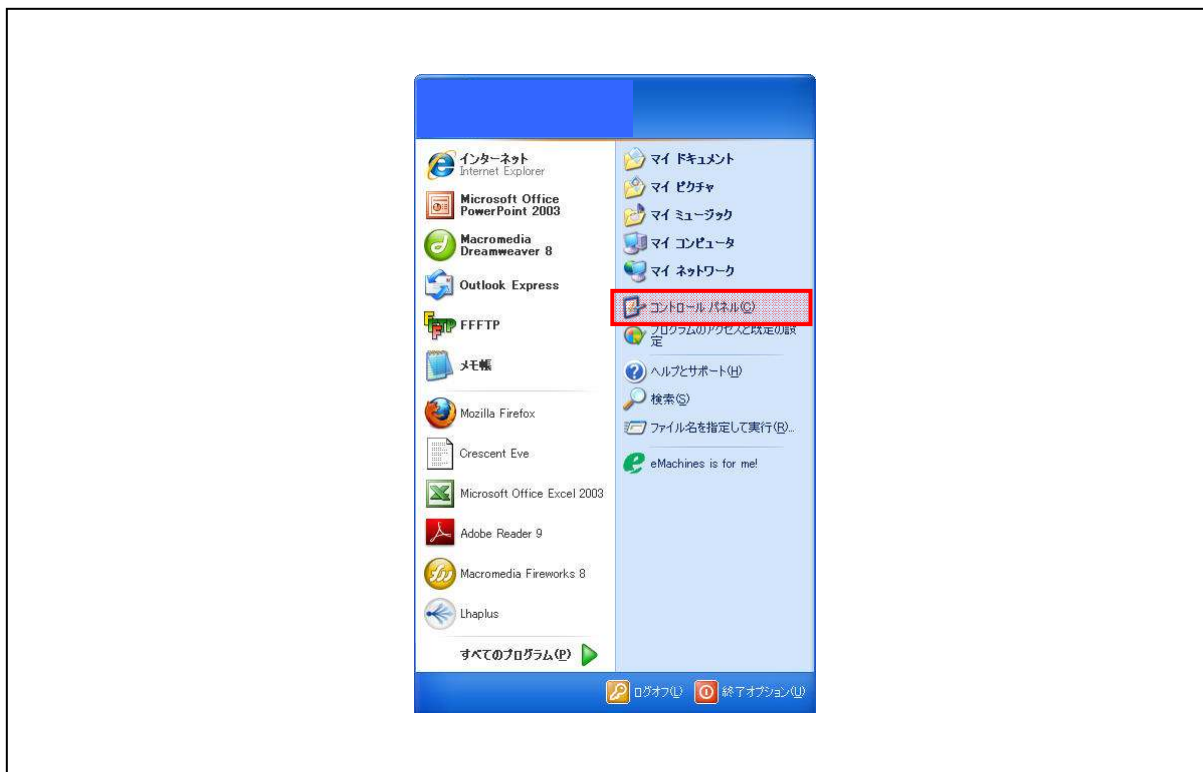 インターネット
Internet Explorer
Microsoft Office
PowerPoint 2003
Macromedia
Dreamweaver 8
Outlook Express
FFFTP
メモ帳
Mozilla Firefox
Crescent Eve
Microsoft Office Excel 2003
Adobe Reader 9
Macromedia Fireworks 8
Lhaplus
すべてのプログラム(P)
マイ ドキュメント
マイ ピクチャ
マイ ミュージック
マイ コンピュータ
マイ ネットワーク
コントロール パネル(C)
プログラムのアクセスと既定の設
定
ヘルプとサポート(H)
検索(S)
ファイル名を指定して実行(R)...
eMachines is for me!
ログオフ(L)
終了オプション(U)